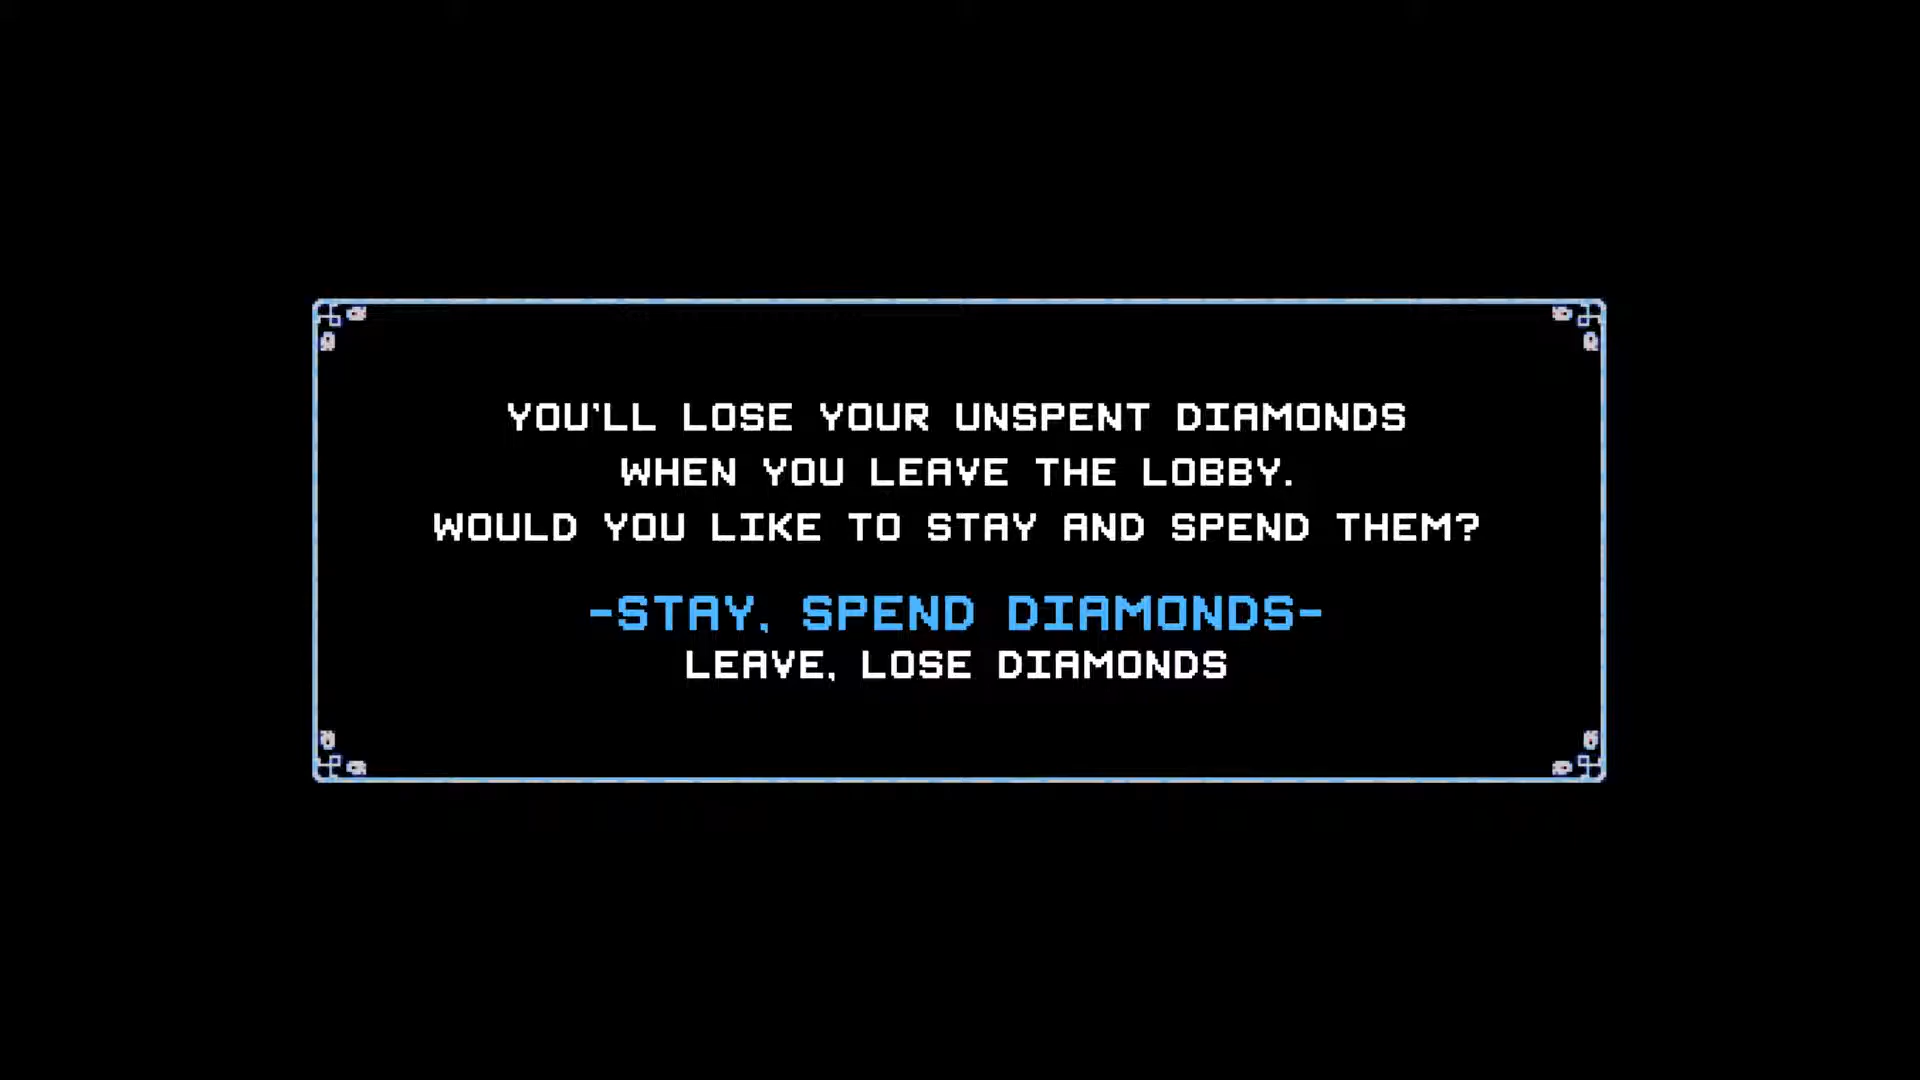 YOU'LL LOSE YOUR UNSPENT DIAMONDS
WHEN YOU LEAVE THE LOBBY.
WOULD YOU LIKE TO STAY AND SPEND THEM?
-STAY, SPEND DIAMONDS-
LEAVE, LOSE DIAMONDS